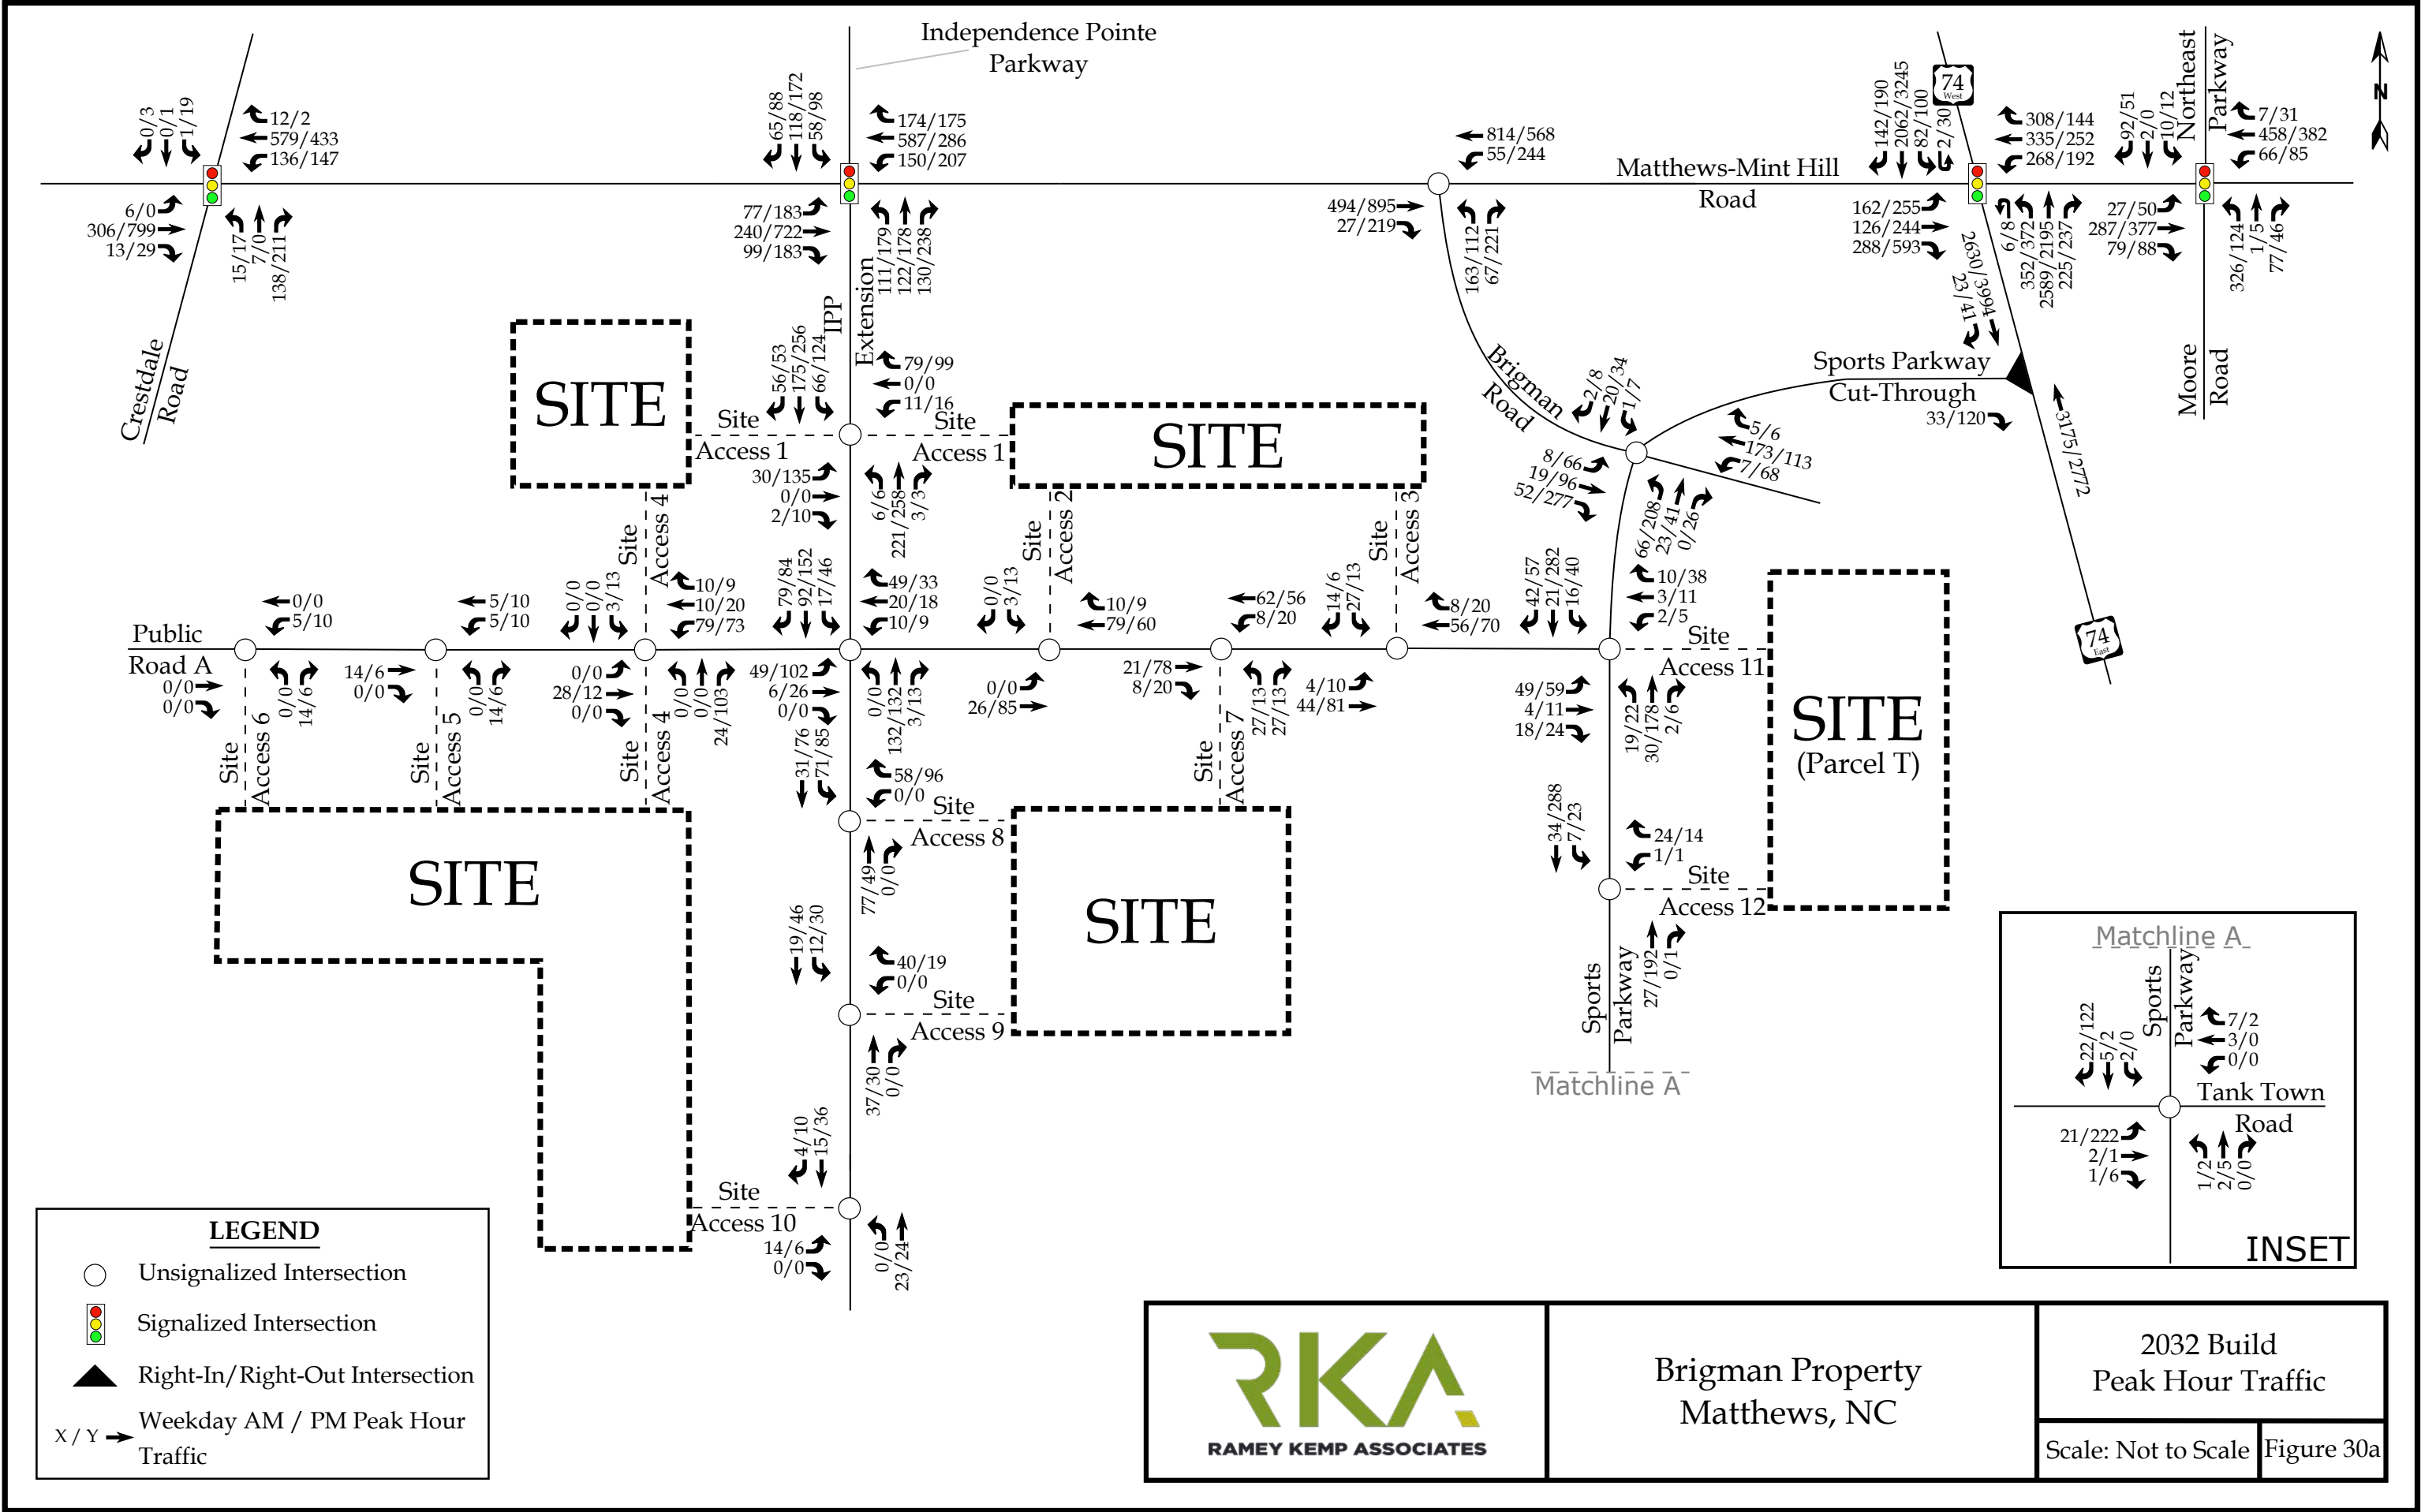 Independence Pointe
Parkway
0/3
0/1
1/19
12/2
579/433
136/147
6/0
306/799
13/29
15/17
7/0
138/211
Crestdale
Road
65/88
118/172
58/98
174/175
587/286
150/207
77/183
240/722
99/183
111/179
122/178
130/238
IPP
Extension
814/568
55/244
494/895
27/219
163/112
67/221
Matthews-Mint Hill
Road
142/190
2062/3245
82/100
2/30
74
West
308/144
335/252
268/192
162/255
126/244
288/593
6/8
352/372
2589/2195
225/237
2630/3994
23/41
92/51
2/0
10/12
Northeast
Parkway
7/31
458/382
66/85
27/50
287/377
79/88
326/124
1/5
77/46
Moore
Road
N
Sports Parkway
Cut-Through
33/120
3175/2772
74
East
Brigman
Road
2/8
20/34
1/7
5/6
173/113
7/68
8/66
19/96
52/277
66/208
23/41
0/26
SITE
SITE
56/53
175/256
66/124
79/99
0/0
11/16
Site
Access 1
Site
Access 1
30/135
0/0
2/10
6/6
221/258
3/3
Site
Access 4
Site
Access 2
Site
Access 3
Public
Road A
0/0
5/10
0/0
0/0
0/0
14/6
Site
Access 6
5/10
5/10
14/6
0/0
0/0
14/6
Site
Access 5
0/0
0/0
3/13
10/9
10/20
79/73
0/0
28/12
0/0
0/0
0/0
24/103
Site
Access 4
79/84
92/152
17/46
49/33
20/18
10/9
49/102
6/26
0/0
0/0
132/132
3/13
0/0
3/13
10/9
79/60
0/0
26/85
62/56
8/20
21/78
8/20
27/13
27/13
Site
Access 7
14/6
27/13
8/20
56/70
4/10
44/81
42/57
21/282
16/40
10/38
3/11
2/5
Site
Access 11
49/59
4/11
18/24
19/22
30/178
2/6
SITE
(Parcel T)
31/76
71/85
58/96
0/0
Site
Access 8
77/49
0/0
SITE
SITE
19/46
12/30
40/19
0/0
Site
Access 9
37/30
0/0
34/288
7/23
24/14
1/1
Site
Access 12
27/192
0/1
Sports
Parkway
Matchline A
4/10
15/36
Site
Access 10
14/6
0/0
0/0
23/24
Matchline A
Sports
Parkway
22/122
5/2
2/0
7/2
3/0
0/0
Tank Town
Road
21/222
2/1
1/6
1/2
2/5
0/0
INSET
LEGEND
Unsignalized Intersection
Signalized Intersection
Right-In/Right-Out Intersection
X / Y
Weekday AM / PM Peak Hour
Traffic
RKA
RAMEY KEMP ASSOCIATES
Brigman Property
Matthews, NC
2032 Build
Peak Hour Traffic
Scale: Not to Scale
Figure 30a